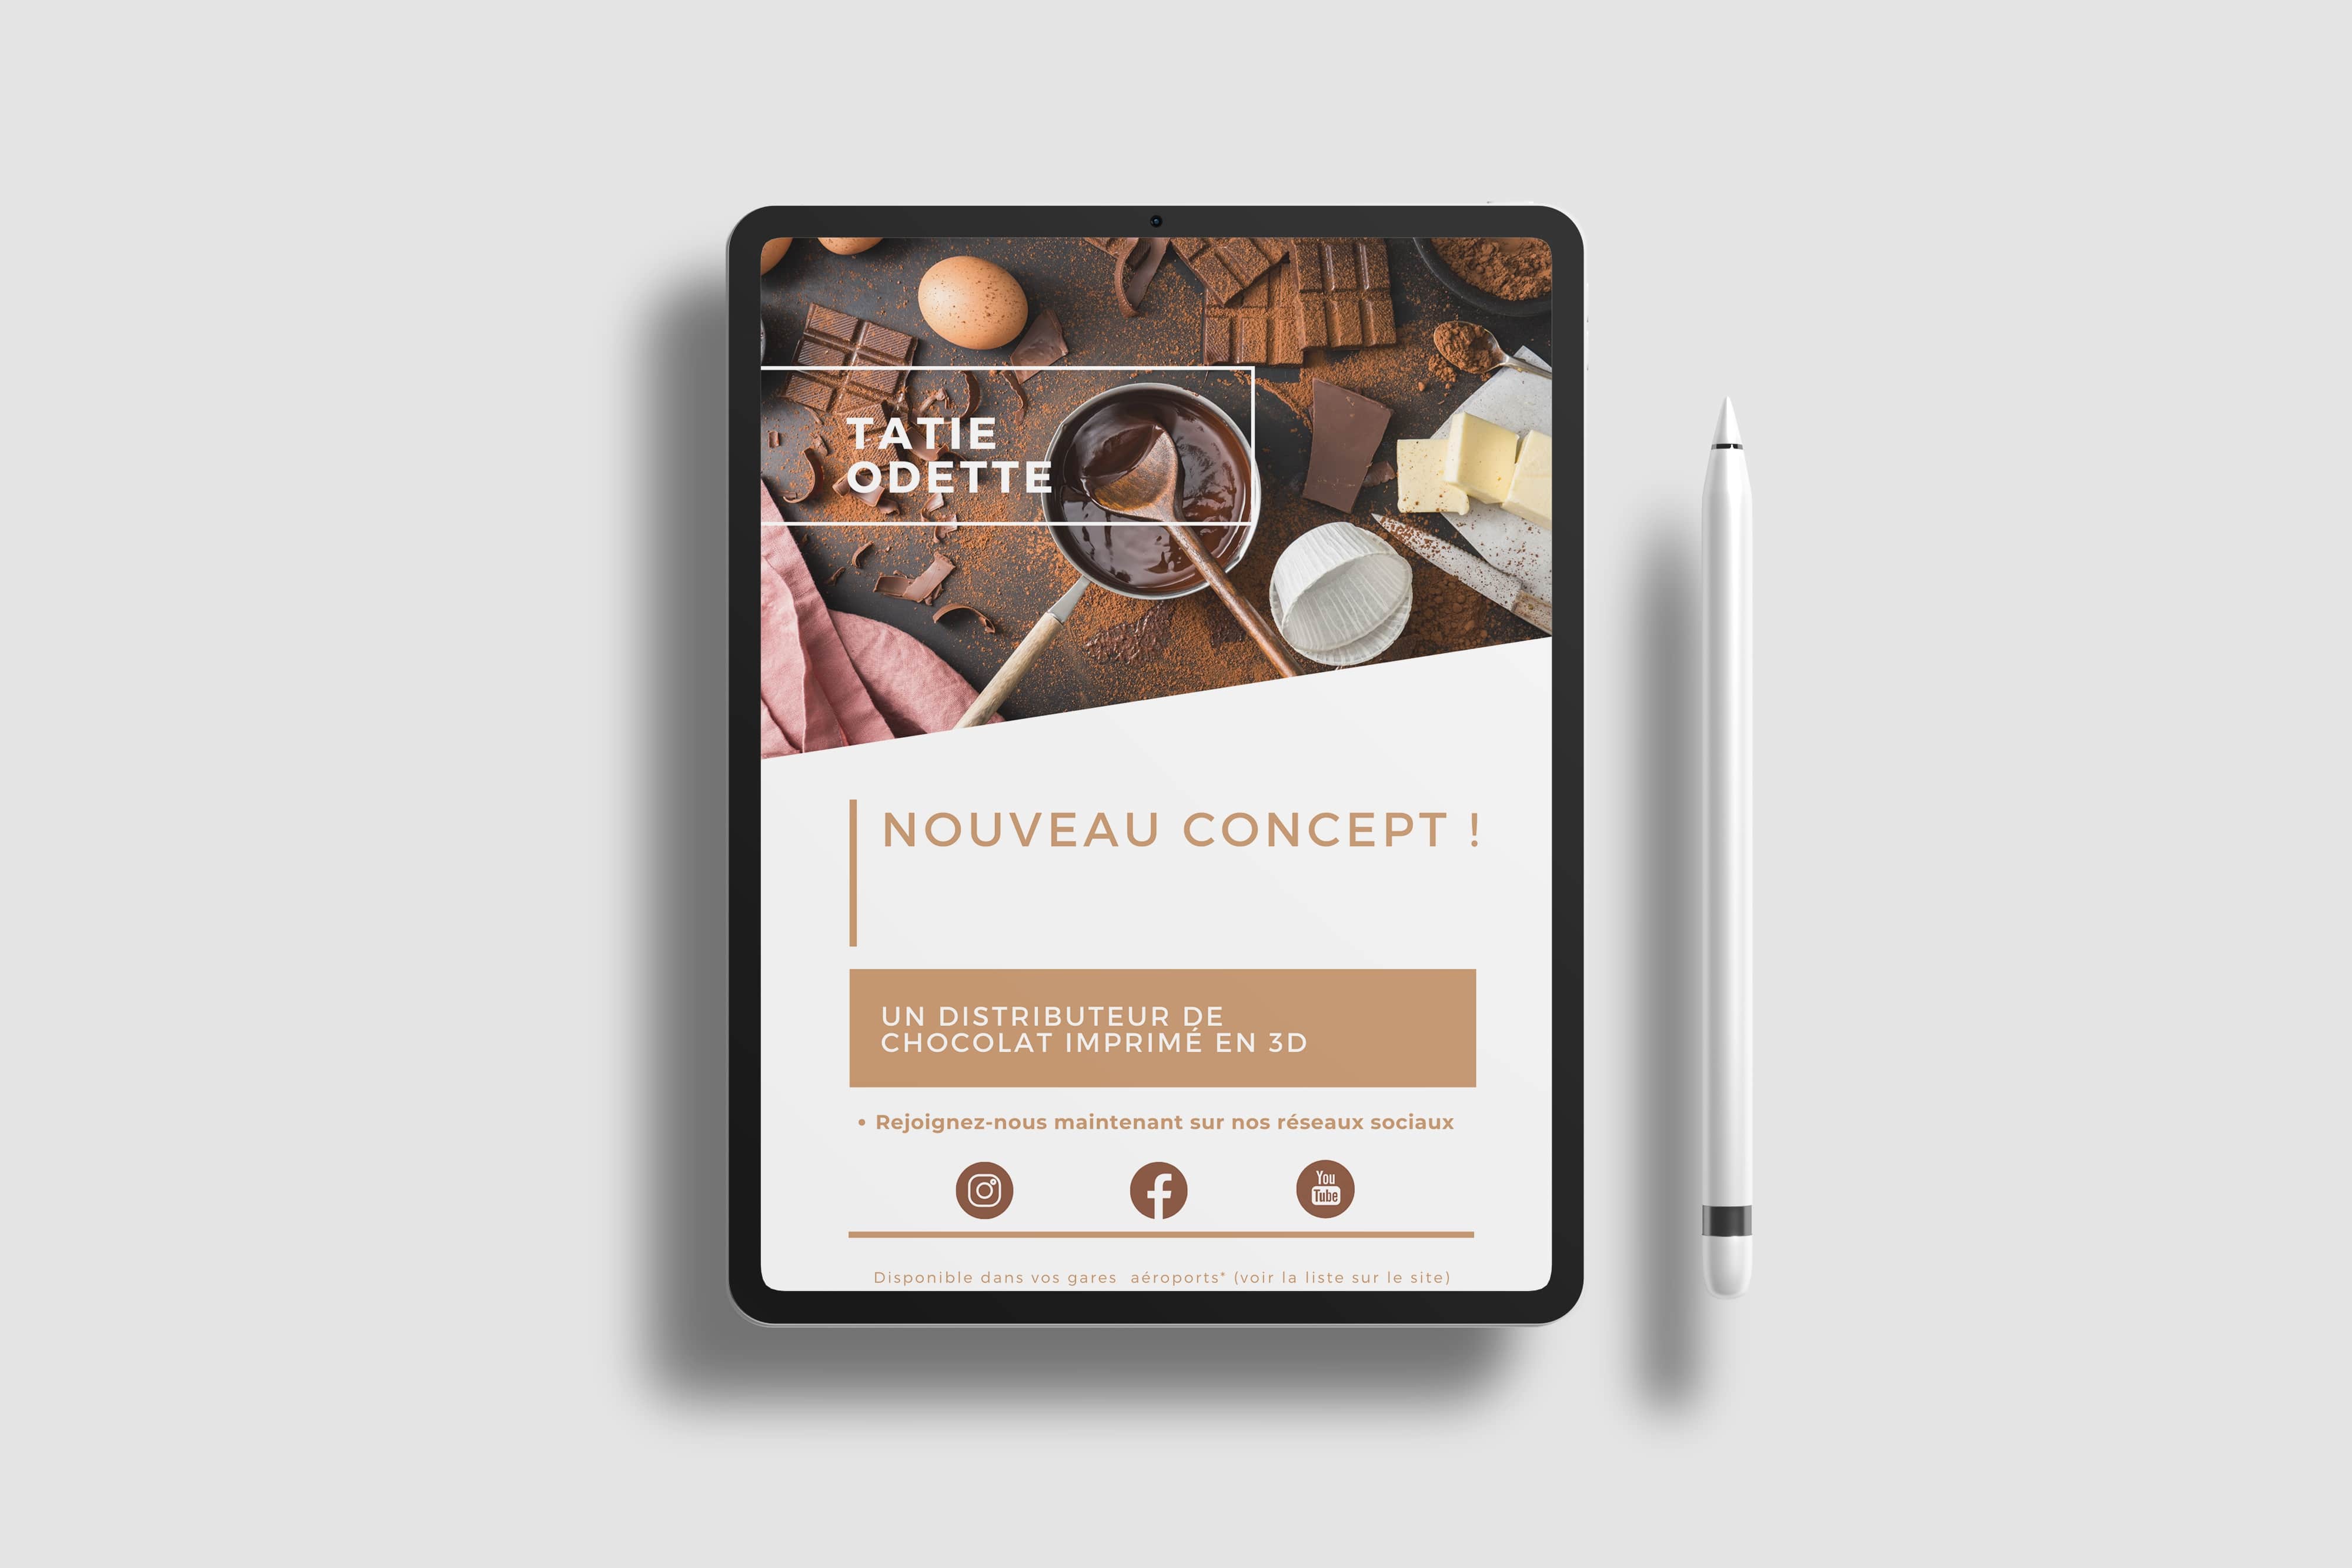 TATIE
ODETTE
NOUVEAU CONCEPT !
UN DISTRIBUTEUR DE
CHOCOLAT IMPRIMÉ EN 3D
• Rejoignez-nous maintenant sur nos réseaux sociaux
You
Tube
Disponible dans vos gares  aéroports* (voir la liste sur le site)